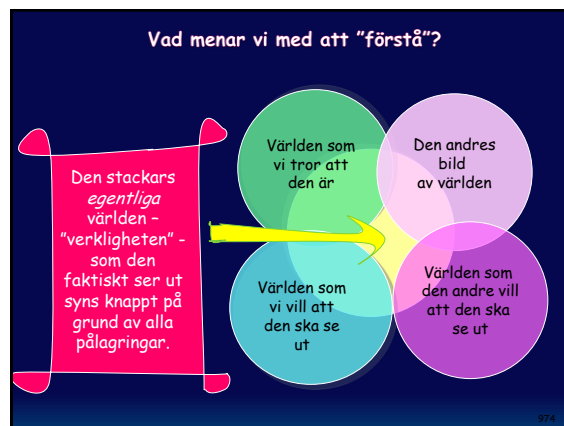 Vad menar vi med att ”förstå”?
Den stackars
egentliga
världen –
”verkligheten” -
som den
faktiskt ser ut
syns knappt på
grund av alla
pålagringar.
Världen som
vi tror att
den är
Den andres
bild
av världen
Världen som
vi vill att
den ska se
ut
Världen som
den andre vill
att den ska
se ut
974